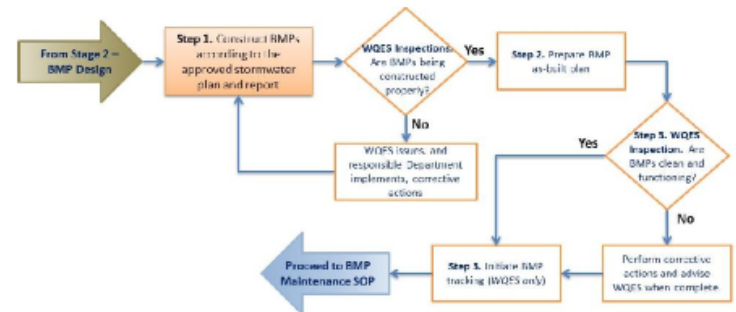 From Stage 2 –
BMP Design
Step 1. Construct BMPs
according to the
approved stormwater
plan and report
WQES Inspections.
Are BMPs being
constructed
properly?
Yes
No
WQES issues, and
responsible Department
implements, corrective
actions
Step 2. Prepare BMP
as-built plan
Step 3. WQES
Inspection. Are
BMPs clean and
functioning?
Yes
No
Perform corrective
actions and advise
WQES when complete
Step 3. Initiate BMP
tracking (WQES only)
Proceed to BMP
Maintenance SOP